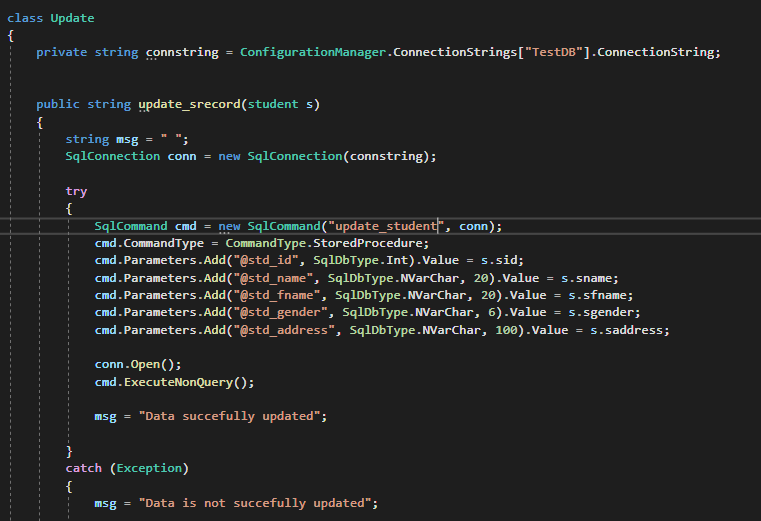 class Update
{
private string connstring = ConfigurationManager.ConnectionStrings["TestDB"].ConnectionString;
public string update_srecord(student s)
{
string msg = " ";
SqlConnection conn = new SqlConnection(connstring);
try
{
SqlCommand cmd = new SqlCommand("update_student", conn);
cmd.CommandType = CommandType.StoredProcedure;
cmd.Parameters.Add("@std_id", SqlDbType.Int).Value = s.sid;
cmd.Parameters.Add("@std_name", SqlDbType.NVarChar, 20).Value = s.sname;
cmd.Parameters.Add("@std_fname", SqlDbType.NVarChar, 20).Value = s.sfname;
cmd.Parameters.Add("@std_gender", SqlDbType.NVarChar, 6).Value = s.sgender;
cmd.Parameters.Add("@std_address", SqlDbType.NVarChar, 100).Value = s.saddress;
conn.Open();
cmd.ExecuteNonQuery();
msg = "Data succefully updated";
}
catch (Exception)
{
msg = "Data is not succefully updated";